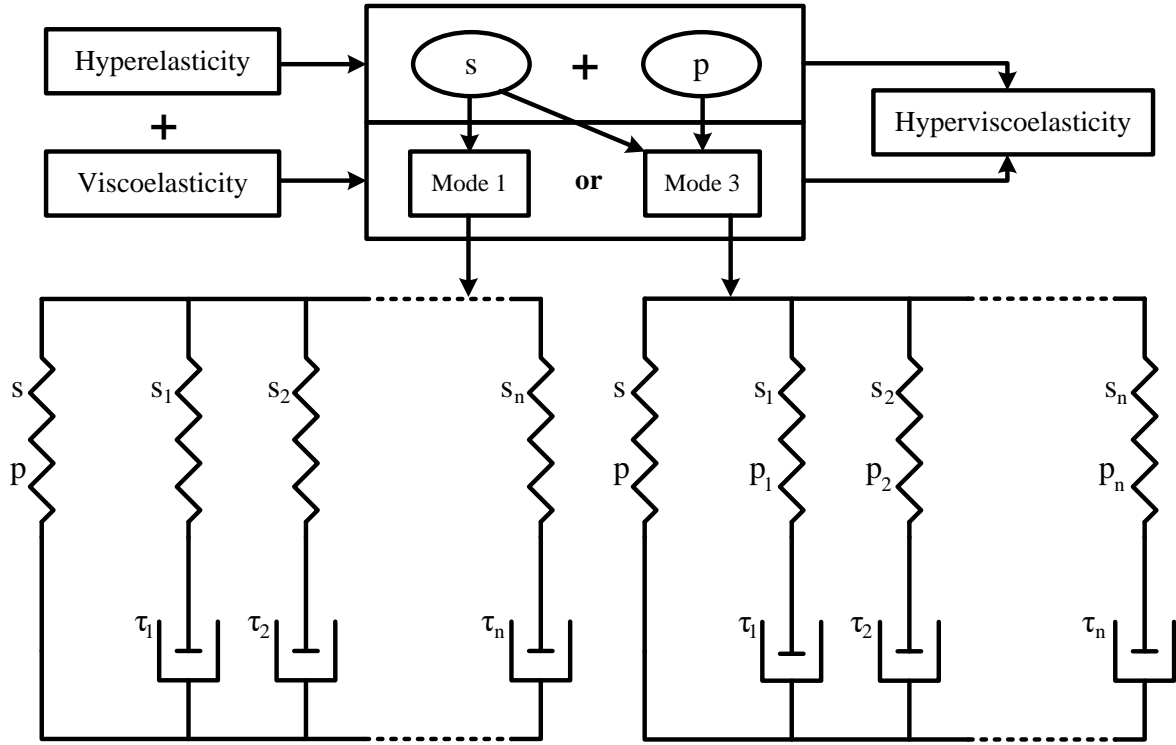 Hyperelasticity
s + p
Hyperviscoelasticity
+
Viscoelasticity
Mode 1 or Mode 3
s s₁ s₂ sₙ s s₁ s₂ sₙ
p p p₁ p₂ pₙ
τ₁ τ₂ τₙ τ₁ τ₂ τₙ